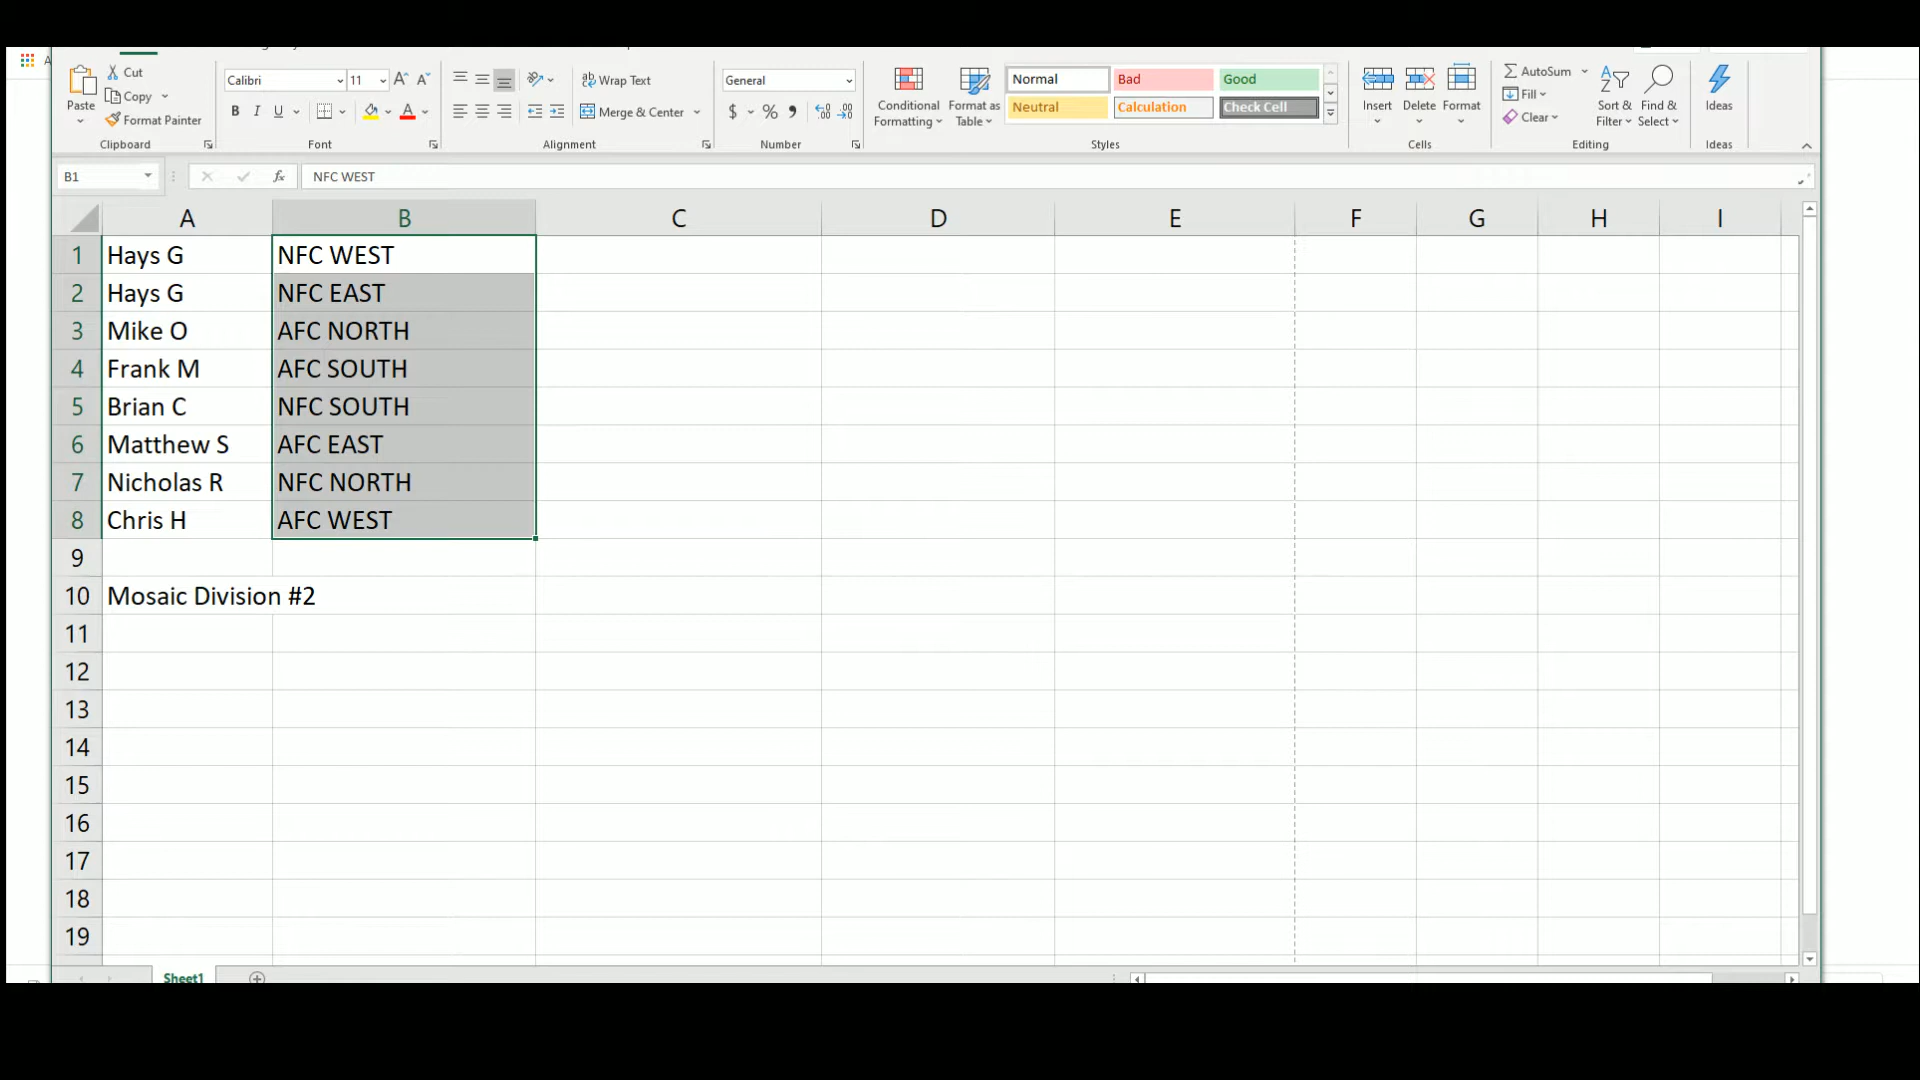 Cut
Copy
Format Painter
Paste
Clipboard
Calibri
11
B I U
Font
Wrap Text
Merge & Center
Alignment
General
$ % ,
Number
Conditional Formatting
Format as Table
Normal
Bad
Good
Neutral
Calculation
Check Cell
Styles
Insert
Delete
Format
Cells
AutoSum
Fill
Clear
Sort & Filter
Find & Select
Editing
Ideas
Ideas
B1
fx
NFC WEST
A B C D E F G H I
1 Hays G NFC WEST
2 Hays G NFC EAST
3 Mike O AFC NORTH
4 Frank M AFC SOUTH
5 Brian C NFC SOUTH
6 Matthew S AFC EAST
7 Nicholas R NFC NORTH
8 Chris H AFC WEST
9
10 Mosaic Division #2
11
12
13
14
15
16
17
18
19
Sheet1